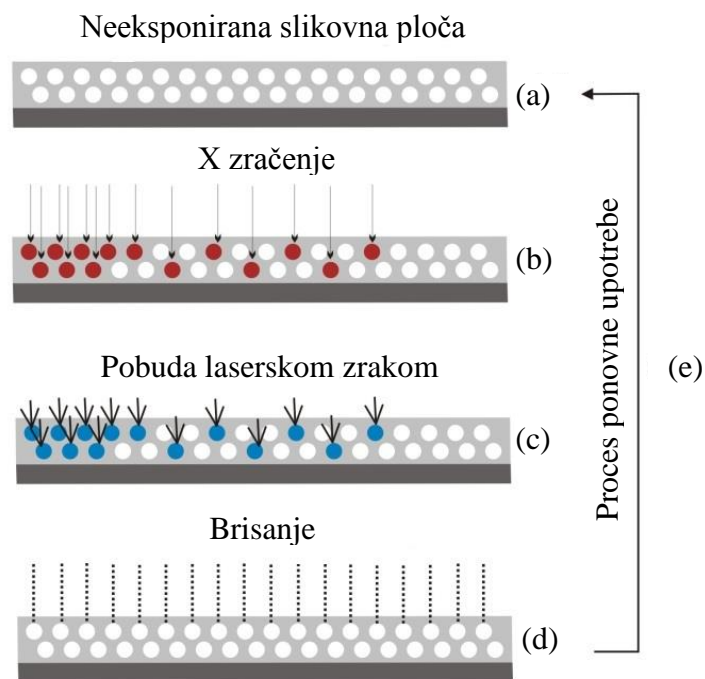 Neeksponirana slikovna ploča
(a)
X zračenje
(b)
Pobuda laserskom zrakom
(c)
Brisanje
(d)
Proces ponovne upotrebe
(e)